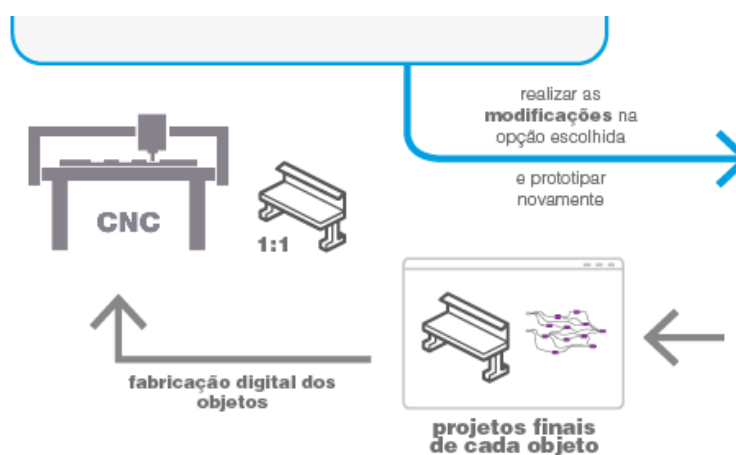 realizar as
modificações na
opção escolhida
e prototipar
novamente
CNC
1:1
fabricação digital dos
objetos
projetos finais
de cada objeto